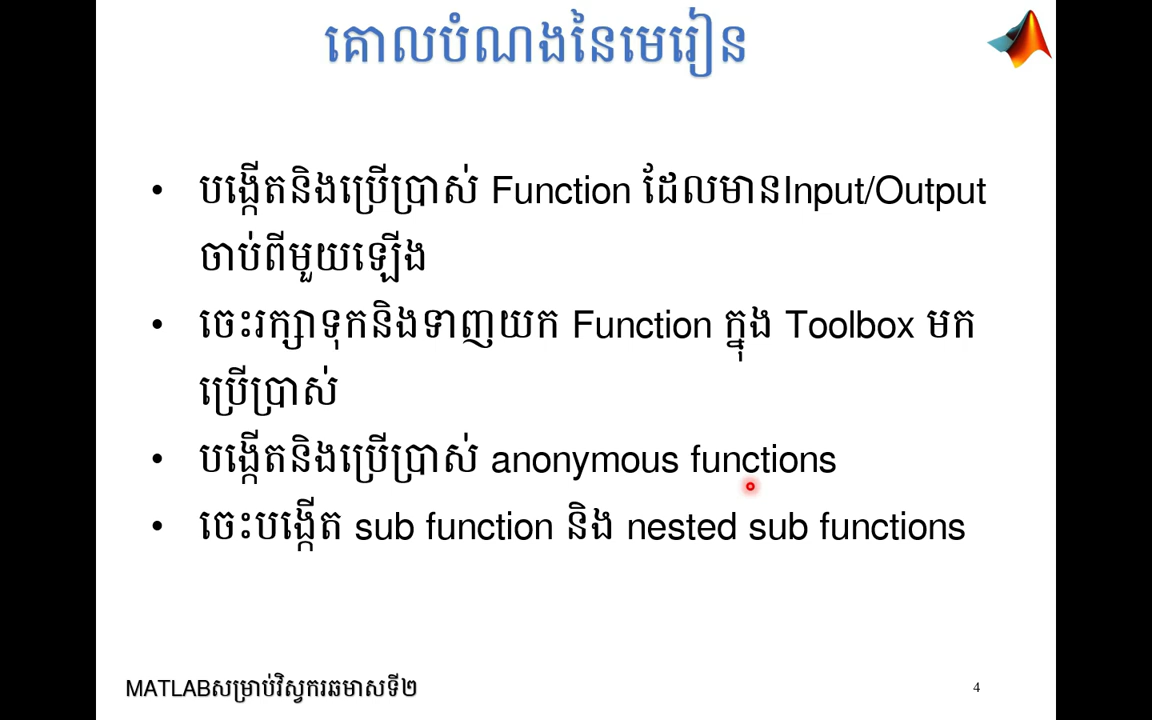 គោលបំណងនៃមេរៀន
• បង្កើតនិងប្រើប្រាស់ Function ដែលមានInput/Output
ចាប់ពីមួយឡើង
• ចេះរក្សាទុកនិងទាញយក Function ក្នុង Toolbox មក
ប្រើប្រាស់
• បង្កើតនិងប្រើប្រាស់ anonymous functions
• ចេះបង្កើត sub function និង nested sub functions
MATLABសម្រាប់វិស្វករឆមាសទី២
4